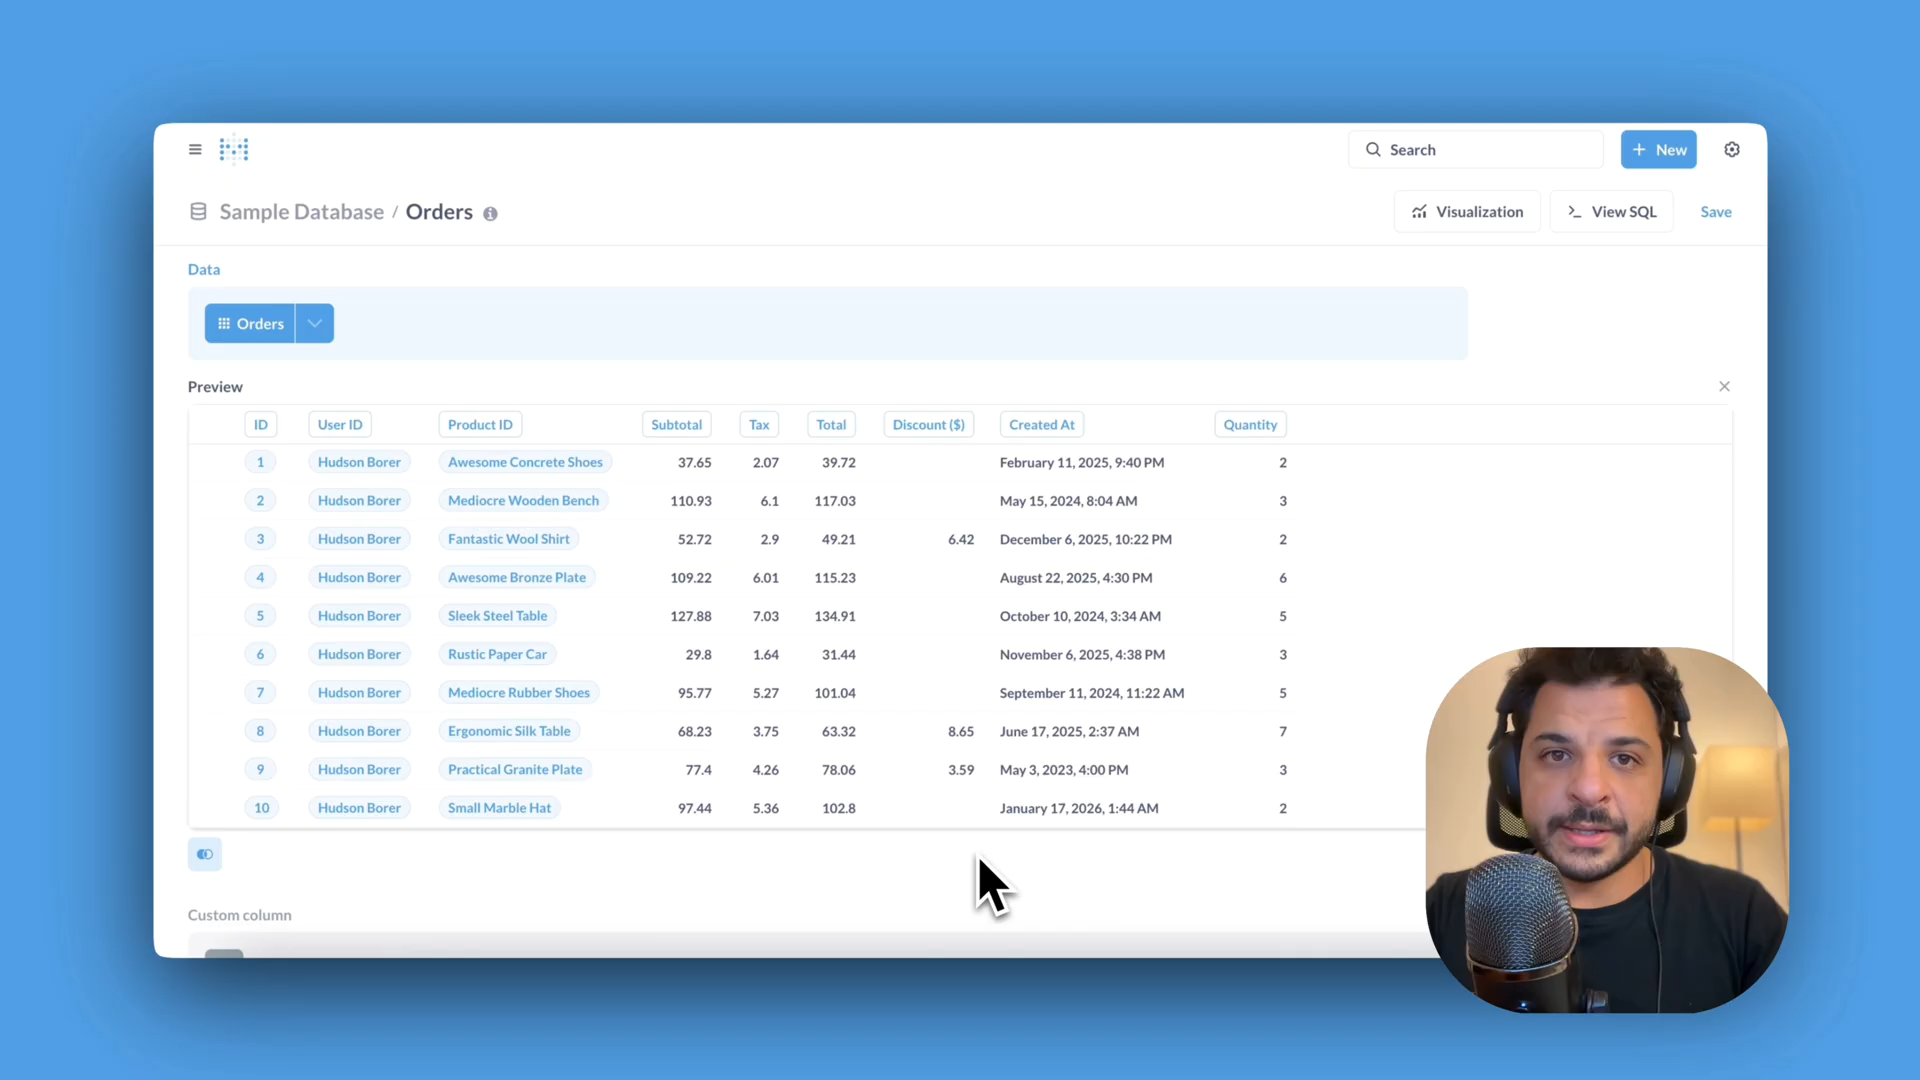 Search
+ New
Sample Database / Orders
Visualization
>_ View SQL
Save
Data
Orders
Preview
ID User ID Product ID Subtotal Tax Total Discount ($) Created At Quantity
1 Hudson Borer Awesome Concrete Shoes 37.65 2.07 39.72 February 11, 2025, 9:40 PM 2
2 Hudson Borer Mediocre Wooden Bench 110.93 6.1 117.03 May 15, 2024, 8:04 AM 3
3 Hudson Borer Fantastic Wool Shirt 52.72 2.9 49.21 6.42 December 6, 2025, 10:22 PM 2
4 Hudson Borer Awesome Bronze Plate 109.22 6.01 115.23 August 22, 2025, 4:30 PM 6
5 Hudson Borer Sleek Steel Table 127.88 7.03 134.91 October 10, 2024, 3:34 AM 5
6 Hudson Borer Rustic Paper Car 29.8 1.64 31.44 November 6, 2025, 4:38 PM 3
7 Hudson Borer Mediocre Rubber Shoes 95.77 5.27 101.04 September 11, 2024, 11:22 AM 5
8 Hudson Borer Ergonomic Silk Table 68.23 3.75 63.32 8.65 June 17, 2025, 2:37 AM 7
9 Hudson Borer Practical Granite Plate 77.4 4.26 78.06 3.59 May 3, 2023, 4:00 PM 3
10 Hudson Borer Small Marble Hat 97.44 5.36 102.8 January 17, 2026, 1:44 AM 2
Custom column